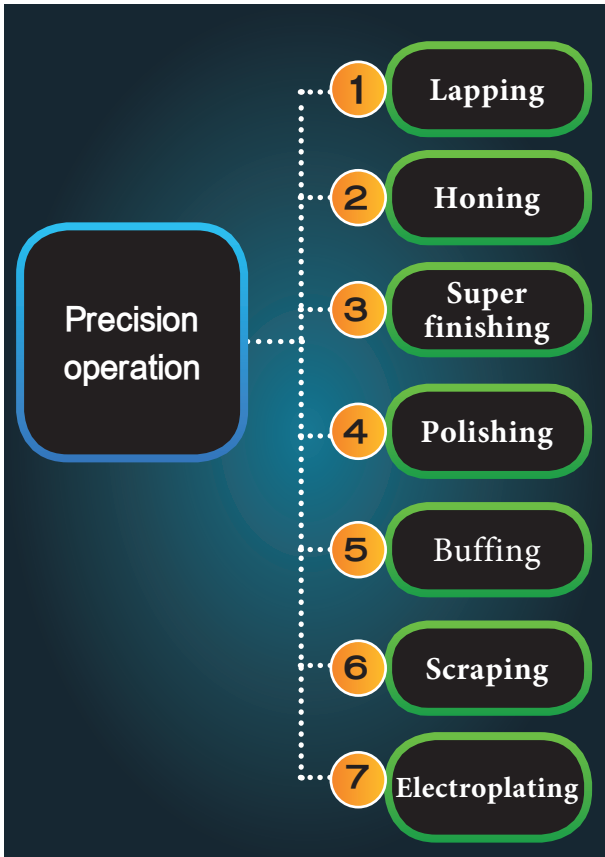 Precision
operation
1
Lapping
2
Honing
3
Super
finishing
4
Polishing
5
Buffing
6
Scraping
7
Electroplating